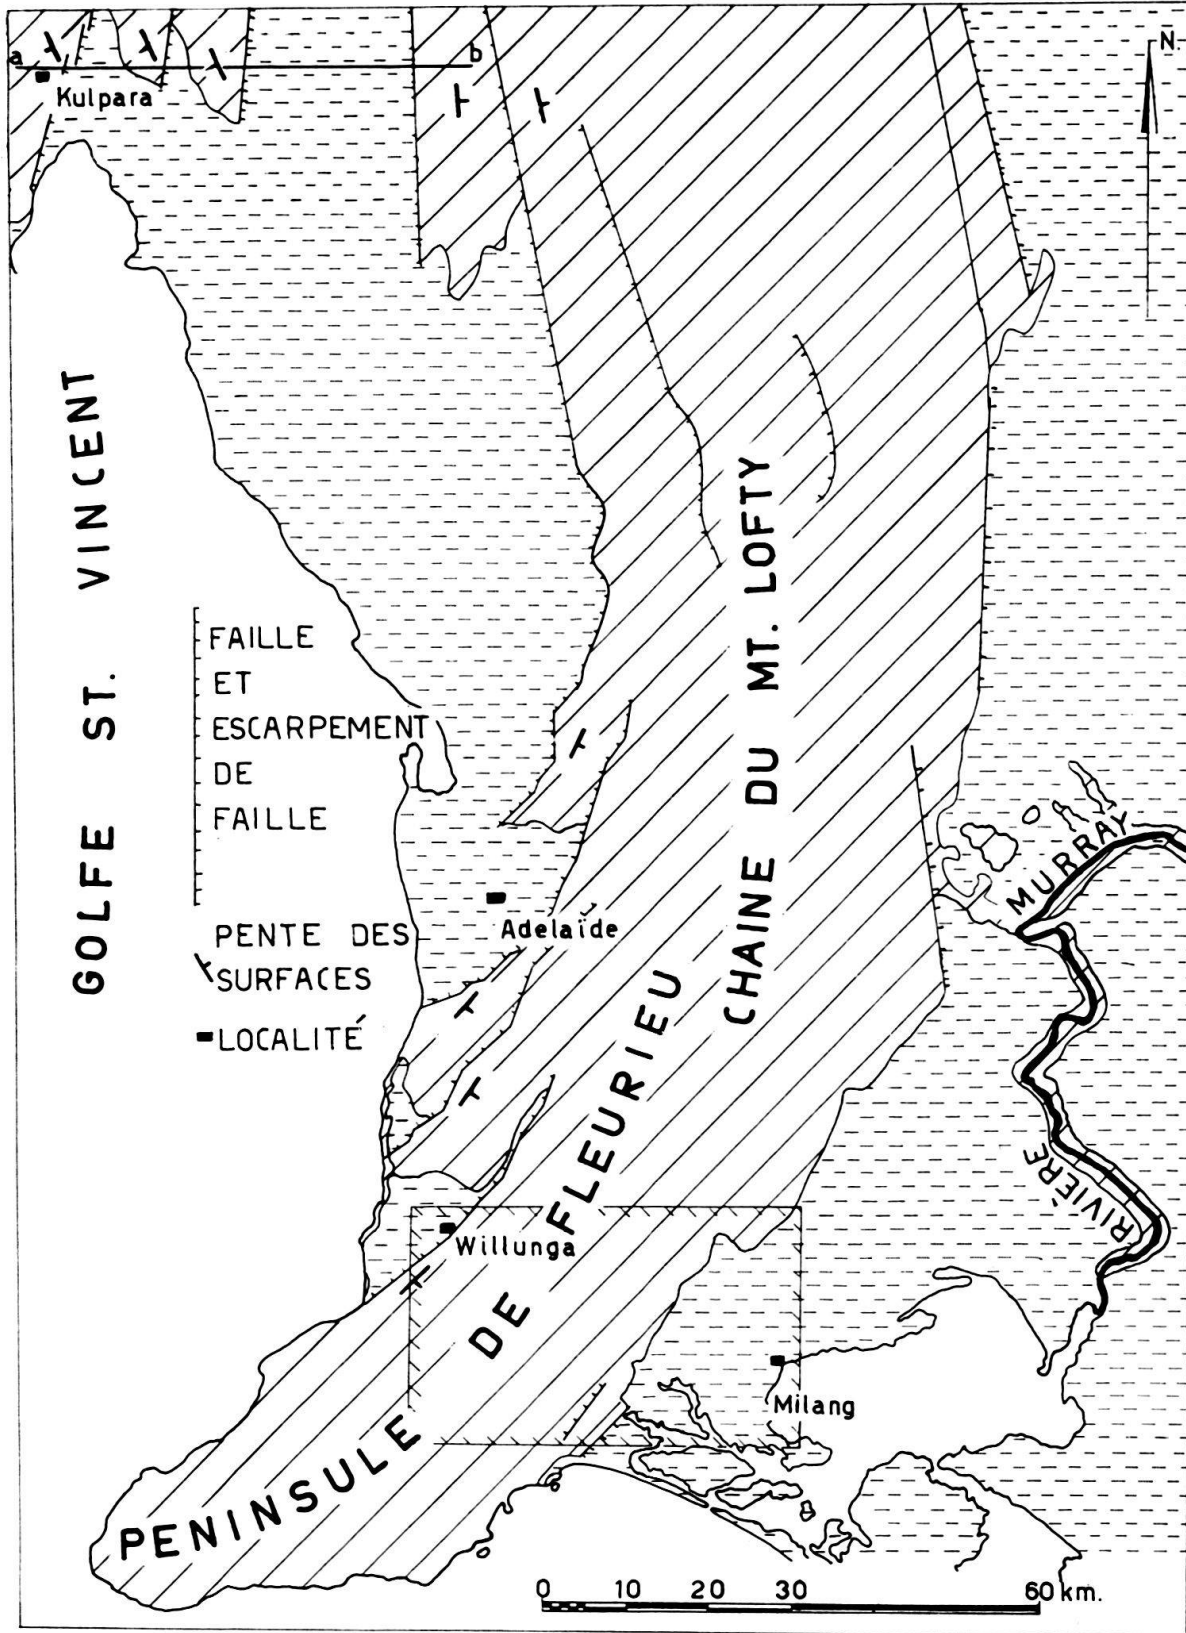 a
b
N.
Kulpara
GOLFE ST. VINCENT
CHAINE DU MT. LOFTY
FAILLE
ET
ESCARPEMENT
DE
FAILLE
PENTE DES
SURFACES
LOCALITÉ
Adelaïde
MURRAY
RIVIÈRE
Willunga
Milang
PENINSULE DE FLEURIEU
0 10 20 30 60 km.